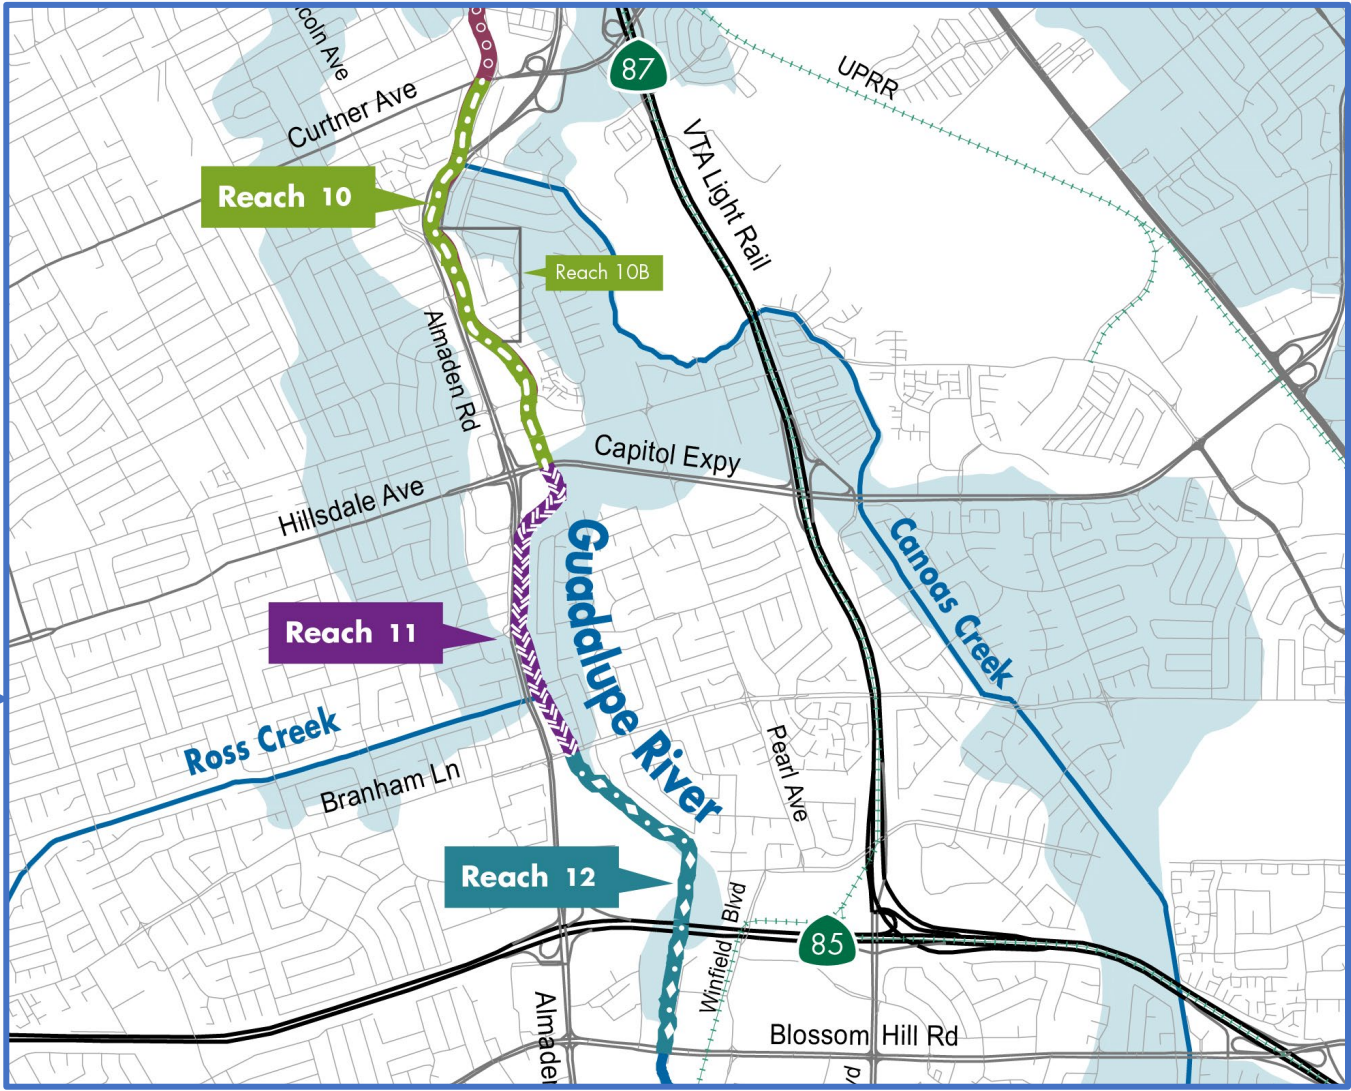 coln Ave
87
UPRR
Curtner Ave
VTA Light Rail
Reach 10
Reach 10B
Almaden Rd
Capitol Expy
Hillsdale Ave
Guadalupe River
Canoas Creek
Reach 11
Ross Creek
Pearl Ave
Branham Ln
Reach 12
Winfield Blvd
85
Almaden
Blossom Hill Rd